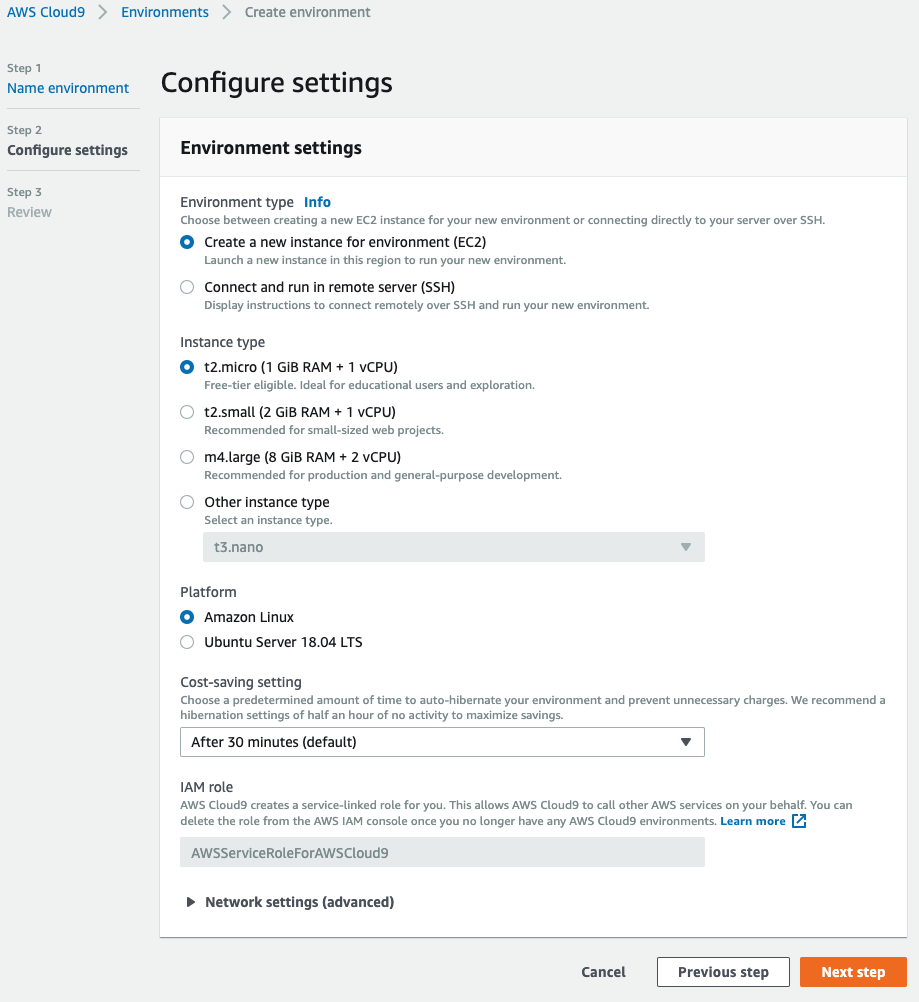 AWS Cloud9 > Environments > Create environment
Step 1
Name environment
Step 2
Configure settings
Step 3
Review
Configure settings
Environment settings
Environment type Info
Choose between creating a new EC2 instance for your new environment or connecting directly to your server over SSH.
Create a new instance for environment (EC2)
Launch a new instance in this region to run your new environment.
Connect and run in remote server (SSH)
Display instructions to connect remotely over SSH and run your new environment.
Instance type
t2.micro (1 GiB RAM + 1 vCPU)
Free-tier eligible. Ideal for educational users and exploration.
t2.small (2 GiB RAM + 1 vCPU)
Recommended for small-sized web projects.
m4.large (8 GiB RAM + 2 vCPU)
Recommended for production and general-purpose development.
Other instance type
Select an instance type.
t3.nano
Platform
Amazon Linux
Ubuntu Server 18.04 LTS
Cost-saving setting
Choose a predetermined amount of time to auto-hibernate your environment and prevent unnecessary charges. We recommend a
hibernation settings of half an hour of no activity to maximize savings.
After 30 minutes (default)
IAM role
AWS Cloud9 creates a service-linked role for you. This allows AWS Cloud9 to call other AWS services on your behalf. You can
delete the role from the AWS IAM console once you no longer have any AWS Cloud9 environments. Learn more
AWSServiceRoleForAWSCloud9
Network settings (advanced)
Cancel Previous step Next step